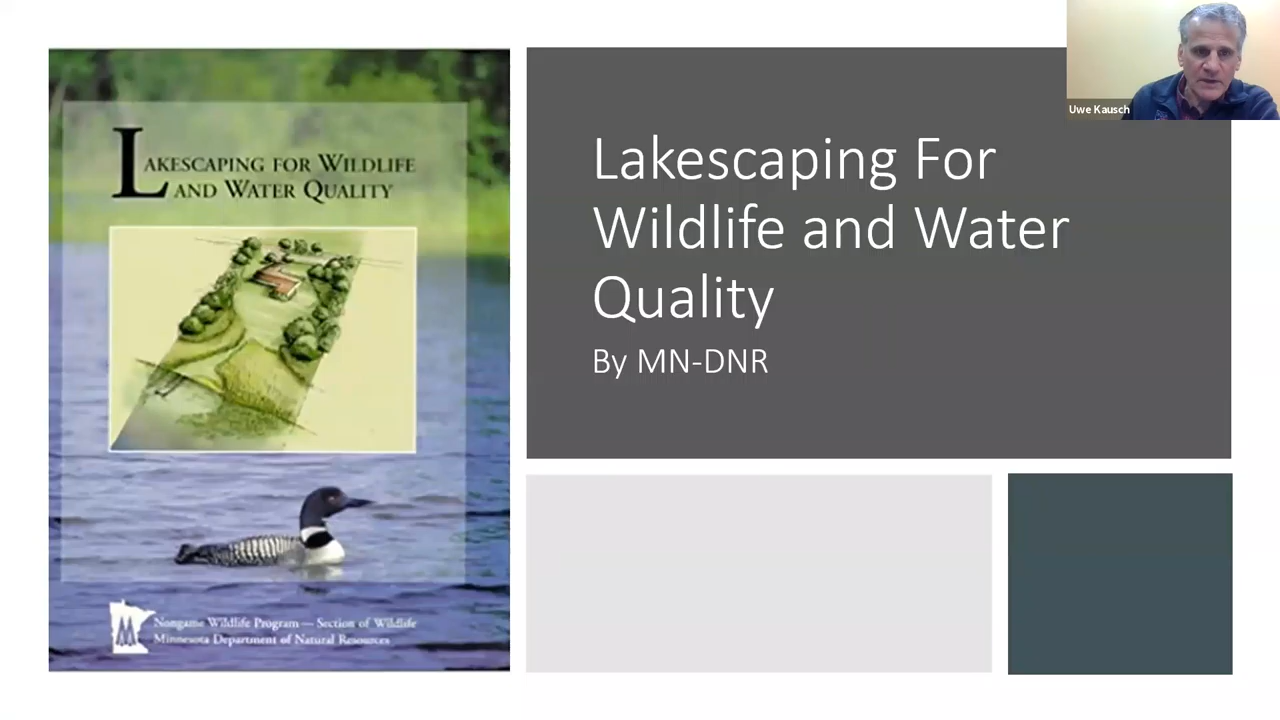 LAKESCAPING FOR WILDLIFE
AND WATER QUALITY
Nongame Wildlife Program — Section of Wildlife
Minnesota Department of Natural Resources
Lakescaping For
Wildlife and Water
Quality
By MN-DNR
Uwe Kausch